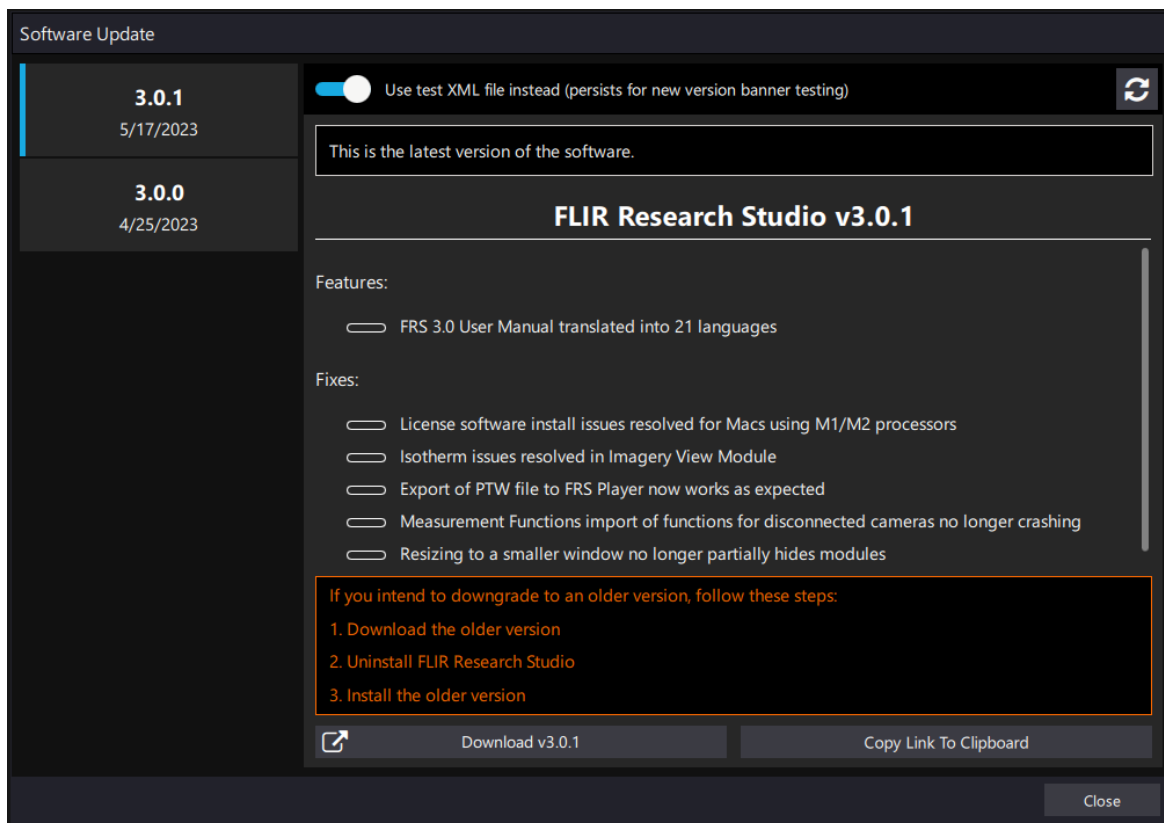 Software Update
3.0.1
5/17/2023
3.0.0
4/25/2023
Use test XML file instead (persists for new version banner testing)
This is the latest version of the software.
FLIR Research Studio v3.0.1
Features:
FRS 3.0 User Manual translated into 21 languages
Fixes:
License software install issues resolved for Macs using M1/M2 processors
Isotherm issues resolved in Imagery View Module
Export of PTW file to FRS Player now works as expected
Measurement Functions import of functions for disconnected cameras no longer crashing
Resizing to a smaller window no longer partially hides modules
If you intend to downgrade to an older version, follow these steps:
1. Download the older version
2. Uninstall FLIR Research Studio
3. Install the older version
Download v3.0.1
Copy Link To Clipboard
Close